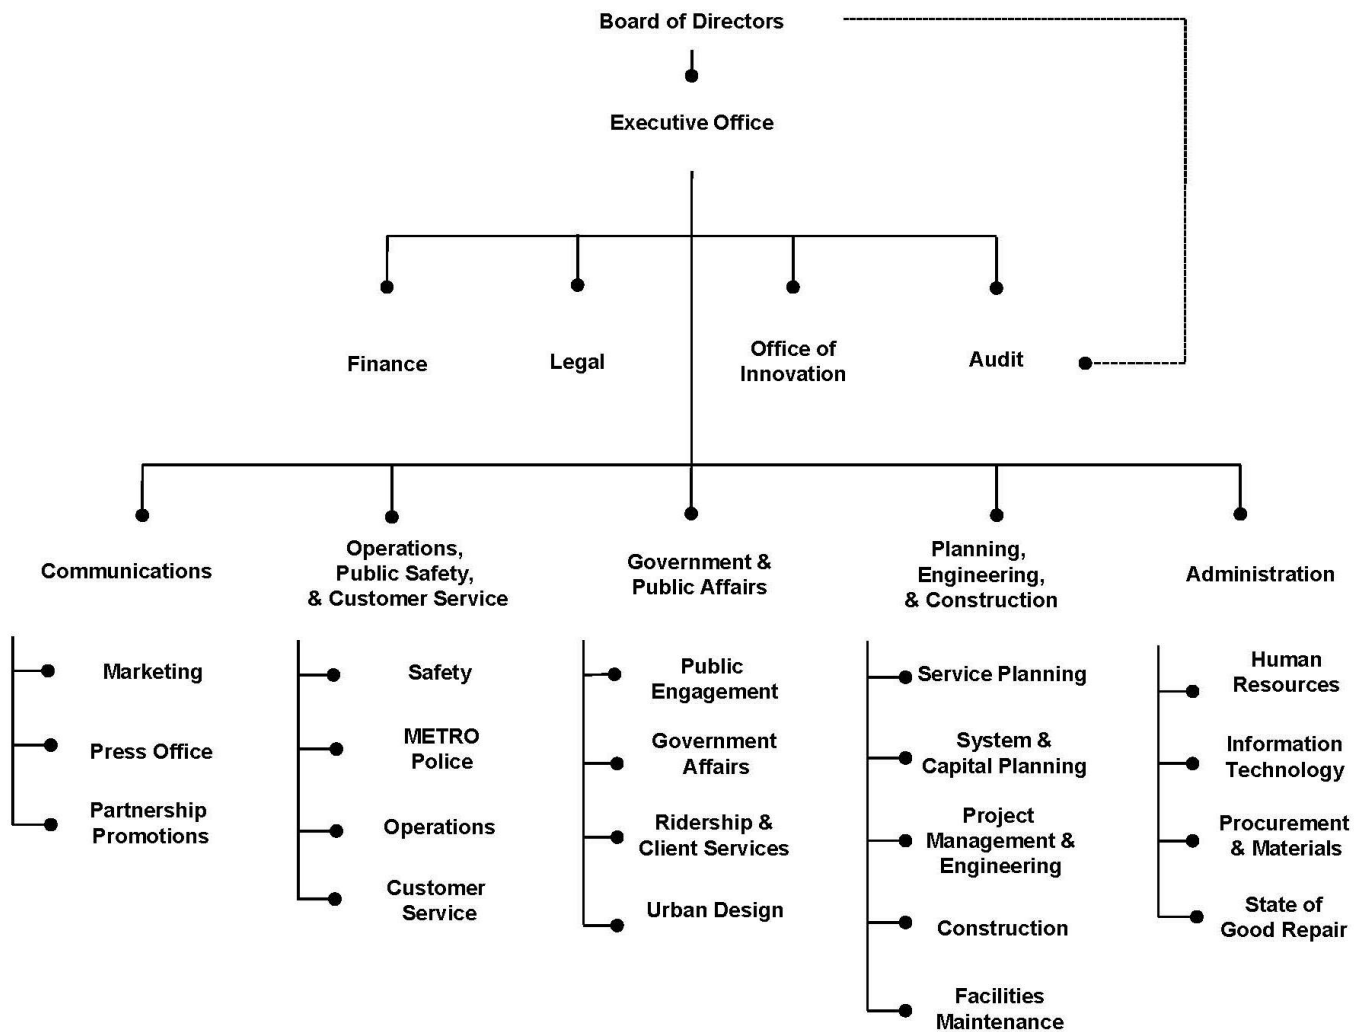 Board of Directors
Executive Office
Finance
Legal
Office of
Innovation
Audit
Communications
Operations,
Public Safety,
& Customer Service
Government &
Public Affairs
Planning,
Engineering,
& Construction
Administration
Marketing
Press Office
Partnership
Promotions
Safety
METRO
Police
Operations
Customer
Service
Public
Engagement
Government
Affairs
Ridership &
Client Services
Urban Design
Service Planning
System &
Capital Planning
Project
Management &
Engineering
Construction
Facilities
Maintenance
Human
Resources
Information
Technology
Procurement
& Materials
State of
Good Repair